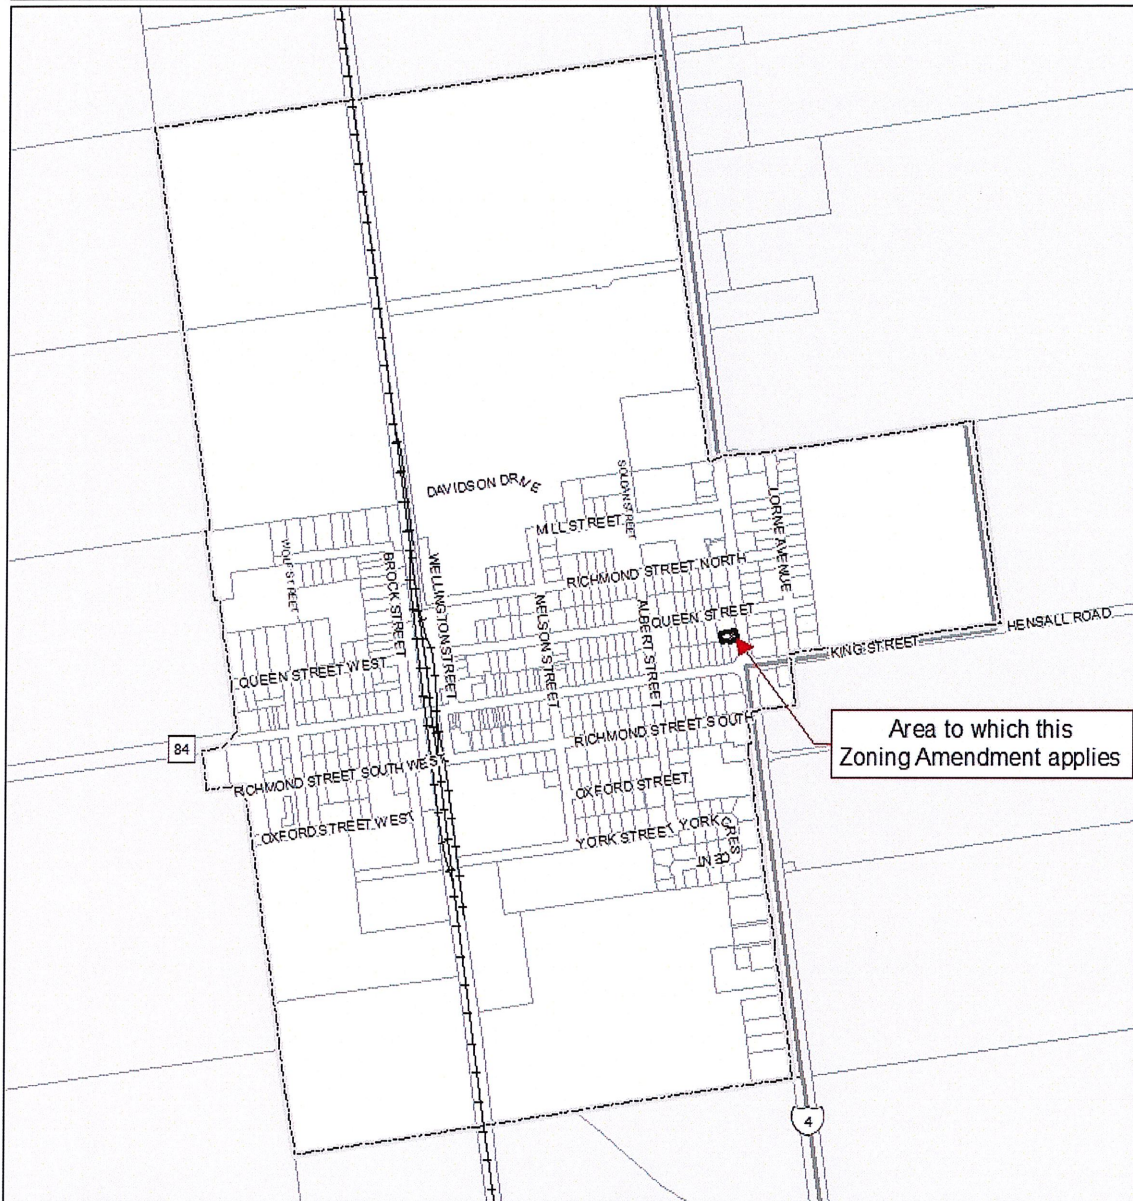 DAVIDSON DRIVE
SOLDAN STREET
MILL STREET
LORNE AVENUE
WOLF STREET
BROCK STREET
WELLINGTON STREET
RICHMOND STREET NORTH
NELSON STREET
ALBERT STREET
QUEEN STREET
HENSALL ROAD
KING STREET
QUEEN STREET WEST
RICHMOND STREET SOUTH
84
Area to which this
Zoning Amendment applies
RICHMOND STREET SOUTH WEST
OXFORD STREET
OXFORD STREET WEST
YORK STREET
YORK CRESCENT
4